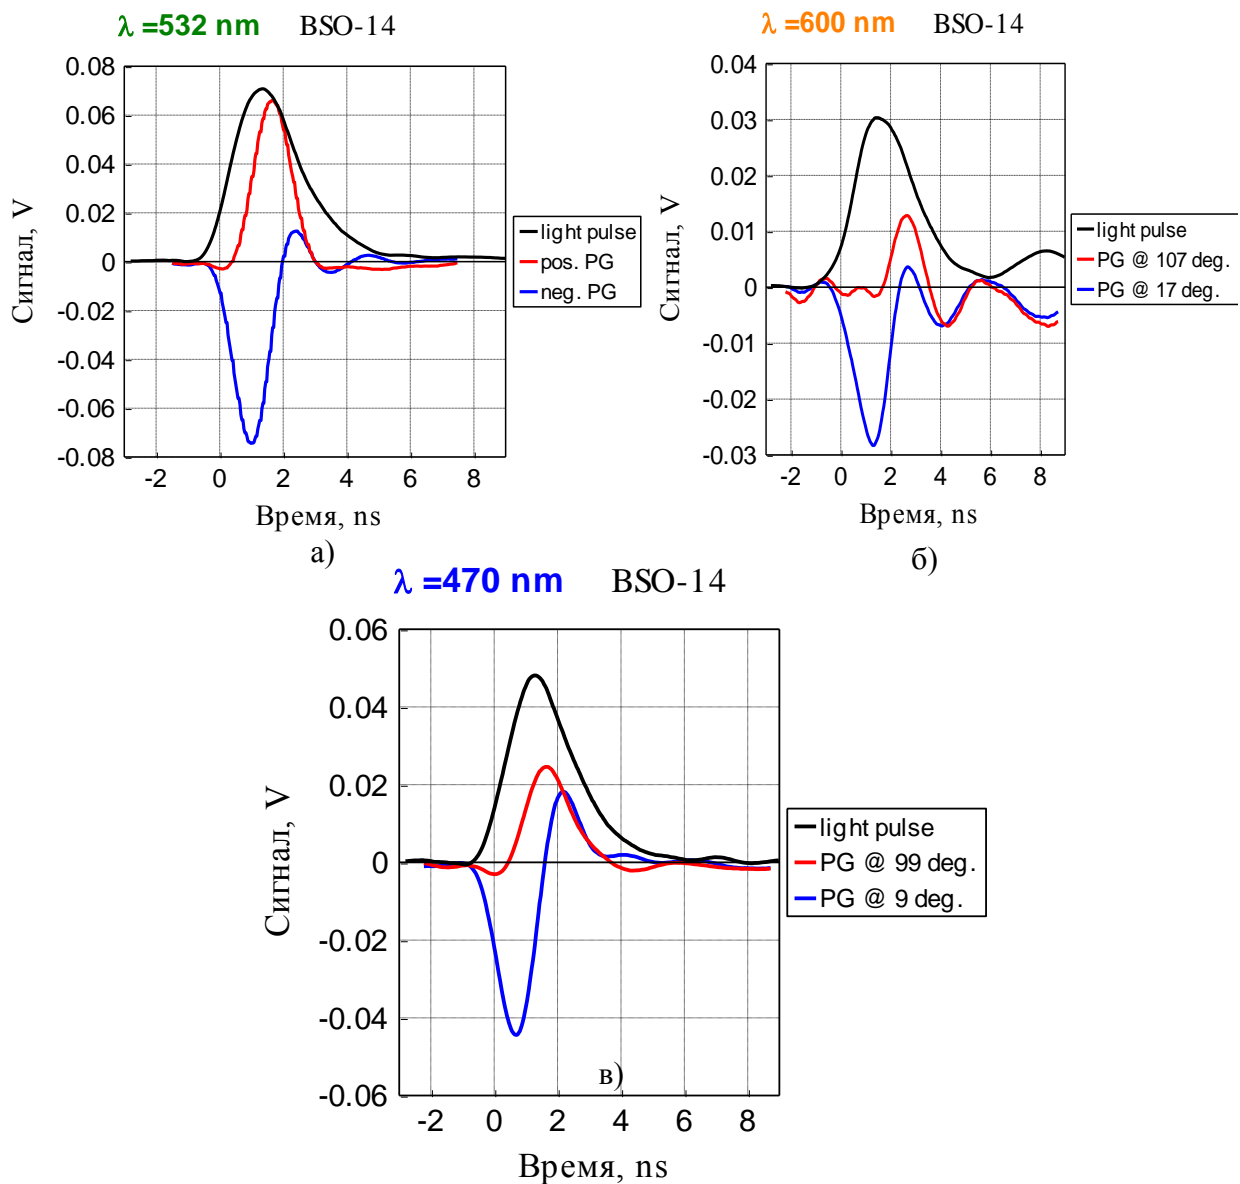 λ =532 nm BSO-14
0.08
0.06
0.04
0.02
0
-0.02
-0.04
-0.06
-0.08
Сигнал, V
-2 0 2 4 6 8
Время, ns
light pulse
pos. PG
neg. PG
а)
λ =600 nm BSO-14
0.04
0.03
0.02
0.01
0
-0.01
-0.02
-0.03
Сигнал, V
-2 0 2 4 6 8
Время, ns
light pulse
PG @ 107 deg.
PG @ 17 deg.
б)
λ =470 nm BSO-14
0.06
0.04
0.02
0
-0.02
-0.04
-0.06
Сигнал, V
в)
-2 0 2 4 6 8
Время, ns
light pulse
PG @ 99 deg.
PG @ 9 deg.